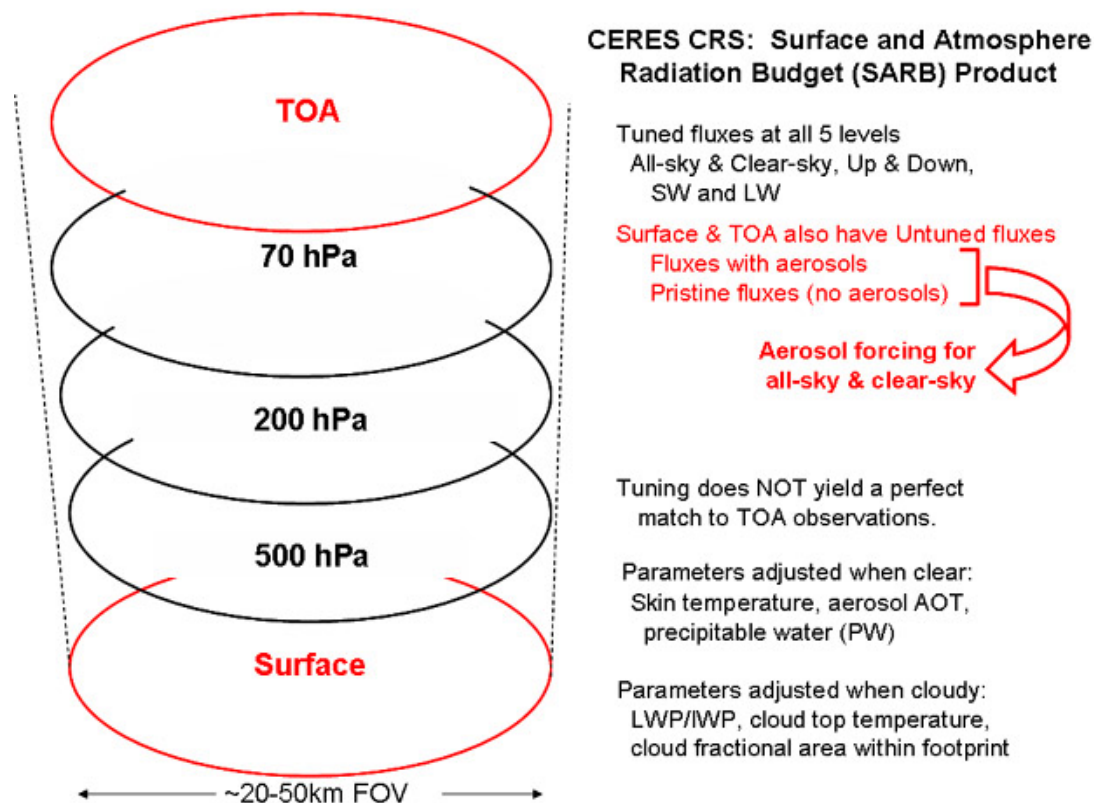 CERES CRS: Surface and Atmosphere
Radiation Budget (SARB) Product
TOA
70 hPa
200 hPa
500 hPa
Surface
~20-50km FOV
Tuned fluxes at all 5 levels
All-sky & Clear-sky, Up & Down,
SW and LW
Surface & TOA also have Untuned fluxes
Fluxes with aerosols
Pristine fluxes (no aerosols)
Aerosol forcing for
all-sky & clear-sky
Tuning does NOT yield a perfect
match to TOA observations.
Parameters adjusted when clear:
Skin temperature, aerosol AOT,
precipitable water (PW)
Parameters adjusted when cloudy:
LWP/IWP, cloud top temperature,
cloud fractional area within footprint